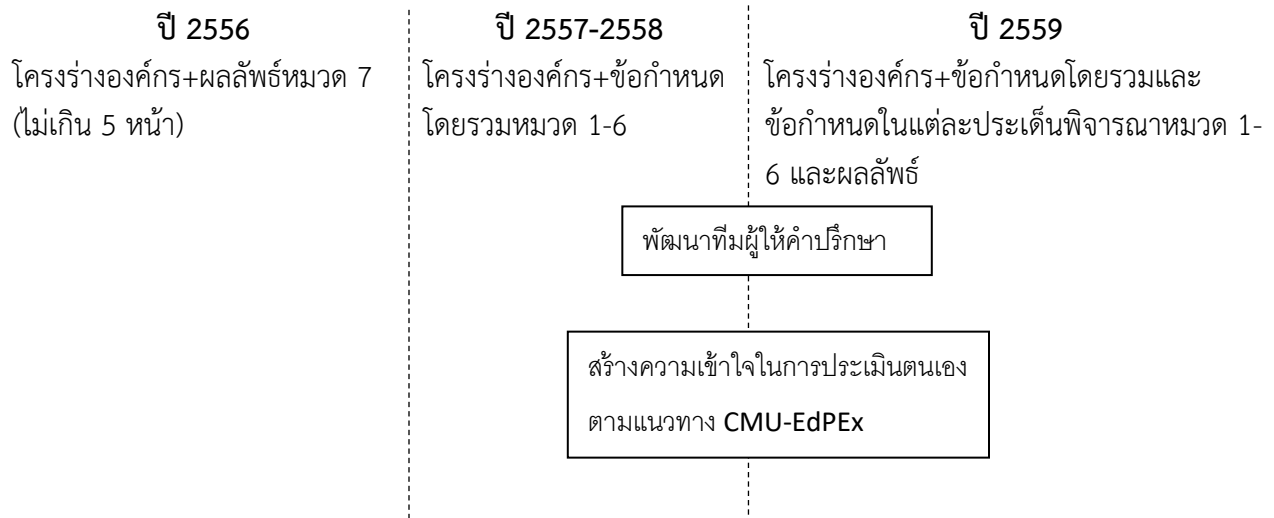 ปี 2556
โครงร่างองค์กร+ผลลัพธ์หมวด 7
(ไม่เกิน 5 หน้า)
ปี 2557-2558
โครงร่างองค์กร+ข้อกำหนด
โดยรวมหมวด 1-6
ปี 2559
โครงร่างองค์กร+ข้อกำหนดโดยรวมและ
ข้อกำหนดในแต่ละประเด็นพิจารณาหมวด 1-
6 และผลลัพธ์
พัฒนาทีมผู้ให้คำปรึกษา
สร้างความเข้าใจในการประเมินตนเอง
ตามแนวทาง CMU-EdPEx